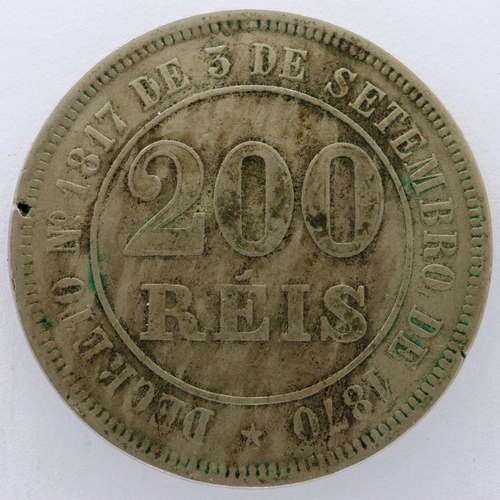 DECRETO Nº 1817 DE 3 DE SETEMBRO DE 1870
200
RÉIS